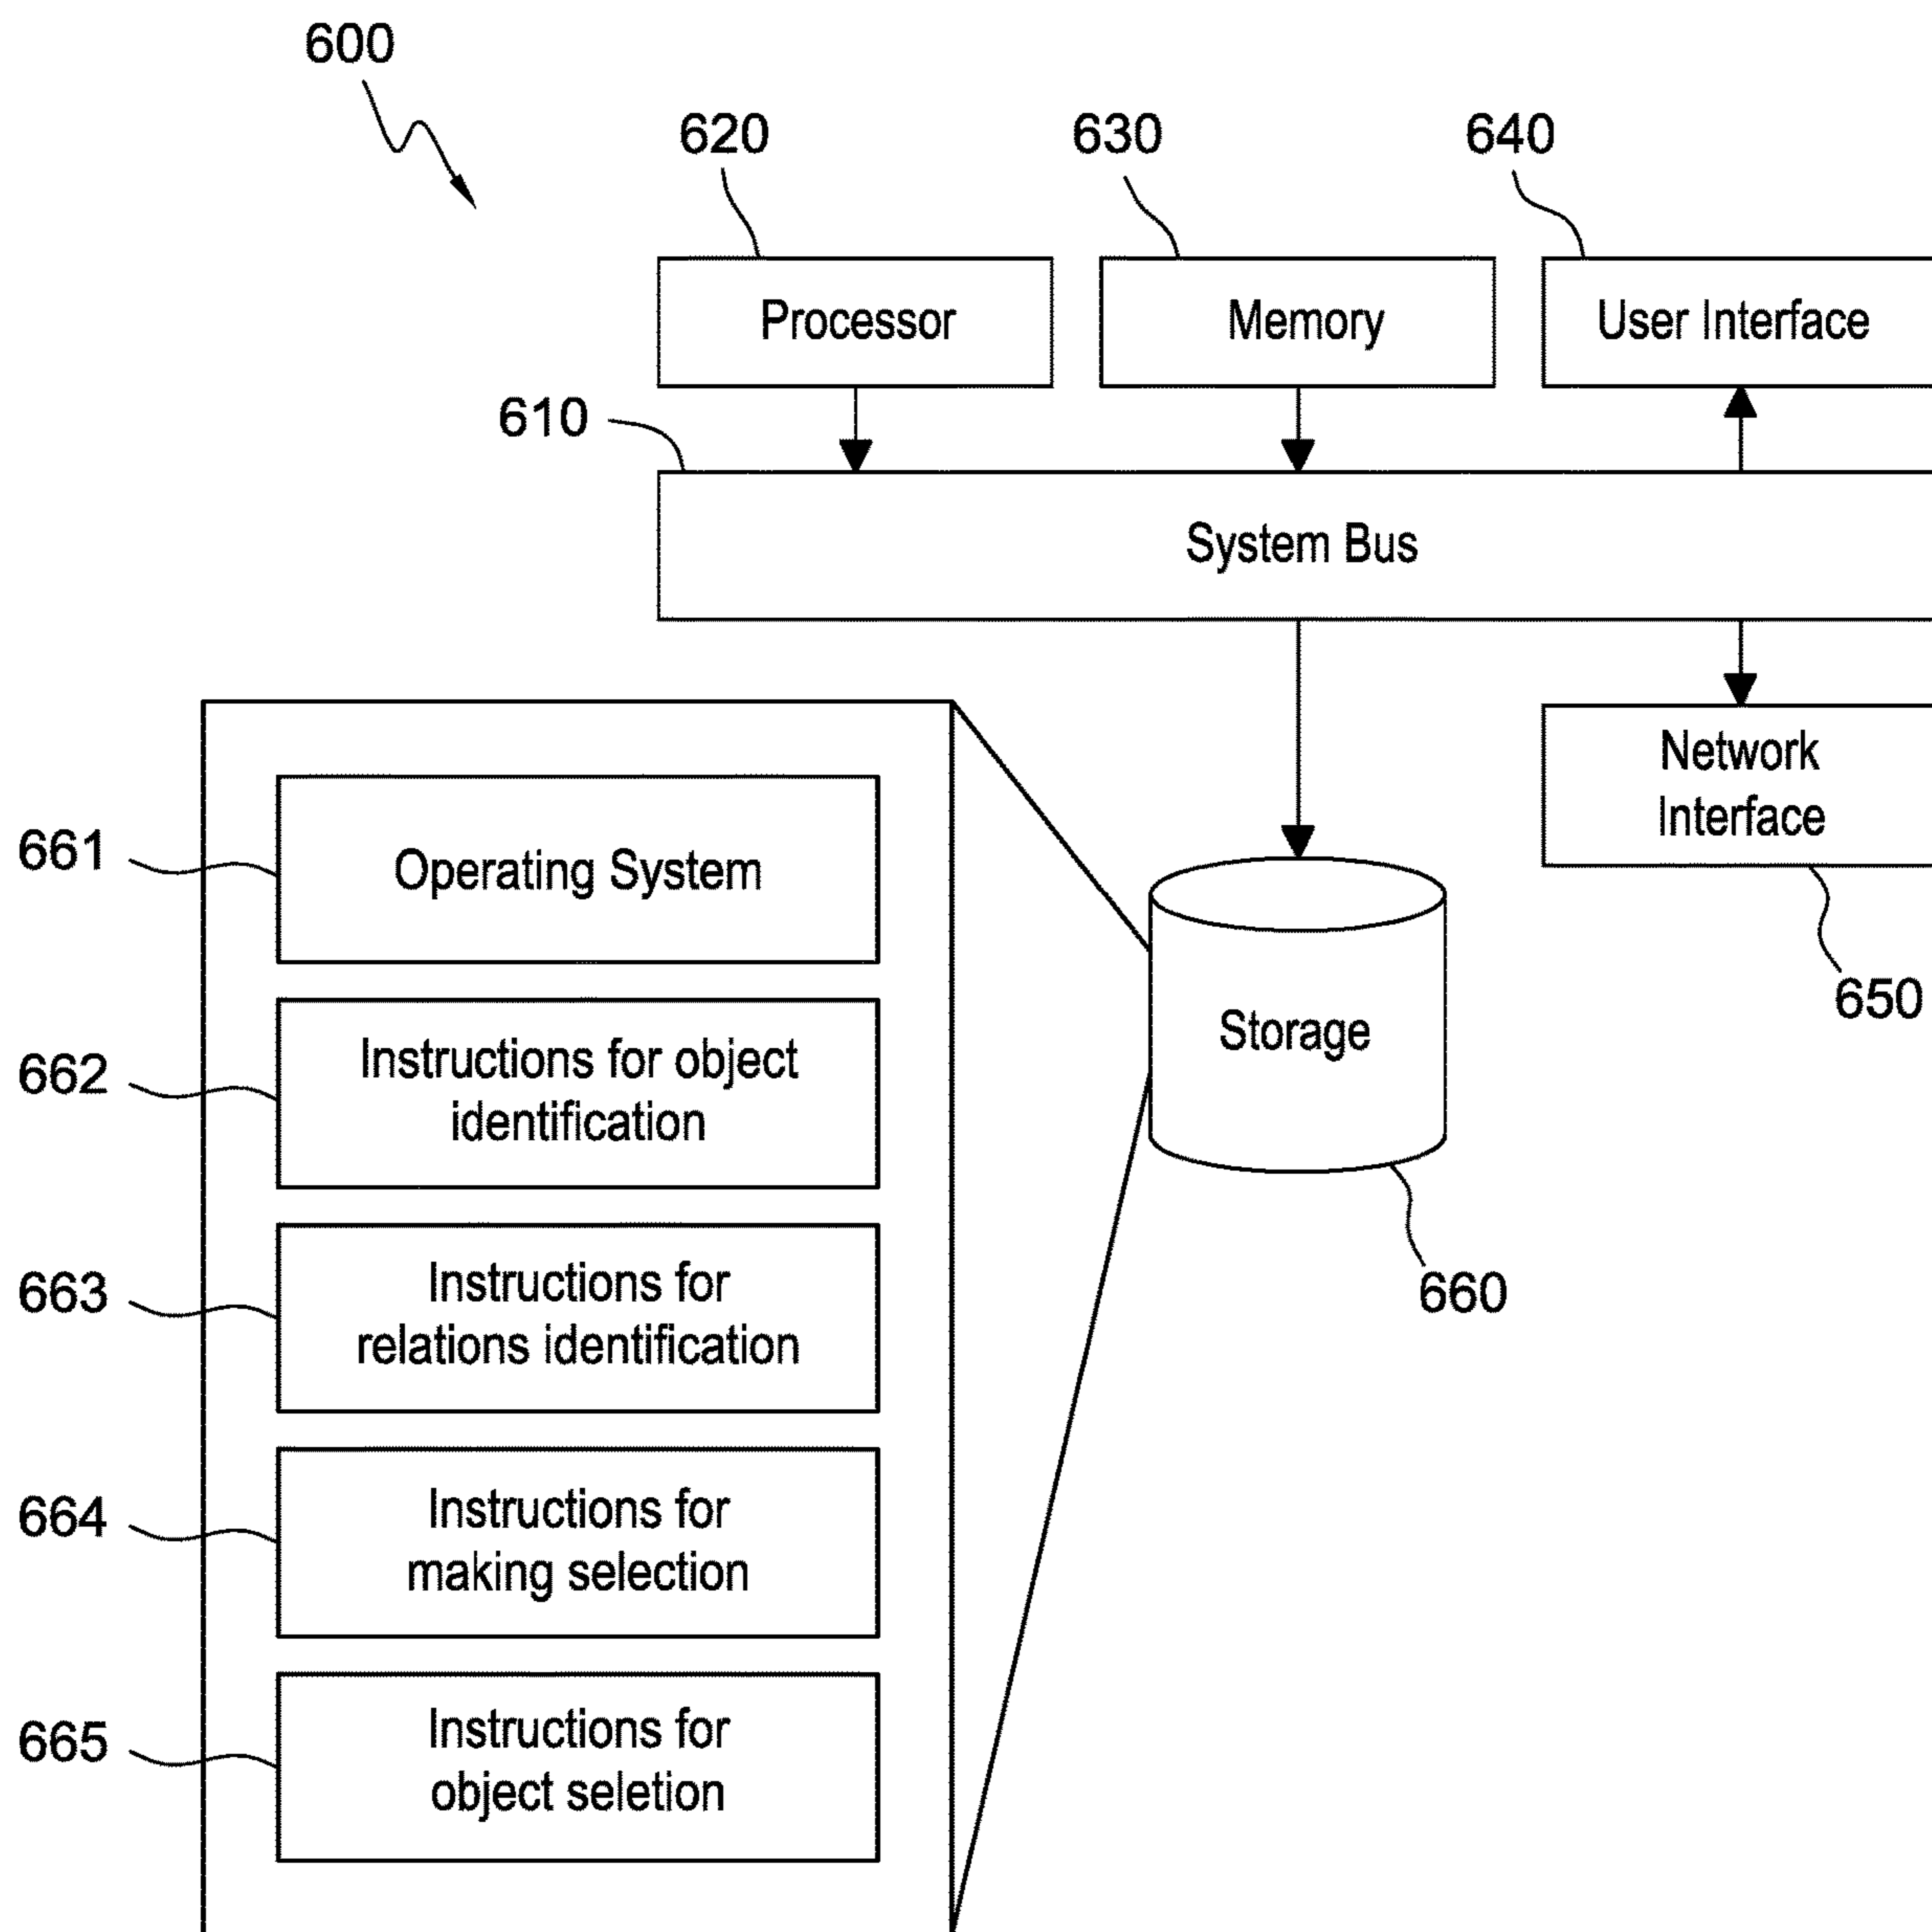 600
620
630
640
Processor
Memory
User Interface
610
System Bus
Network
Interface
650
661
Operating System
662
Instructions for object
identification
Storage
660
663
Instructions for
relations identification
664
Instructions for
making selection
665
Instructions for
object seletion